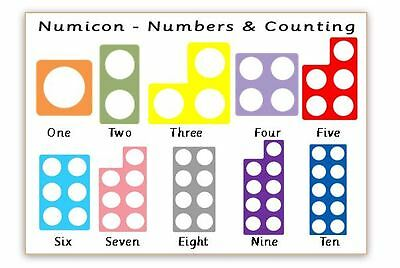 Numicon - Numbers & Counting
One Two Three Four Five
Six Seven Eight Nine Ten